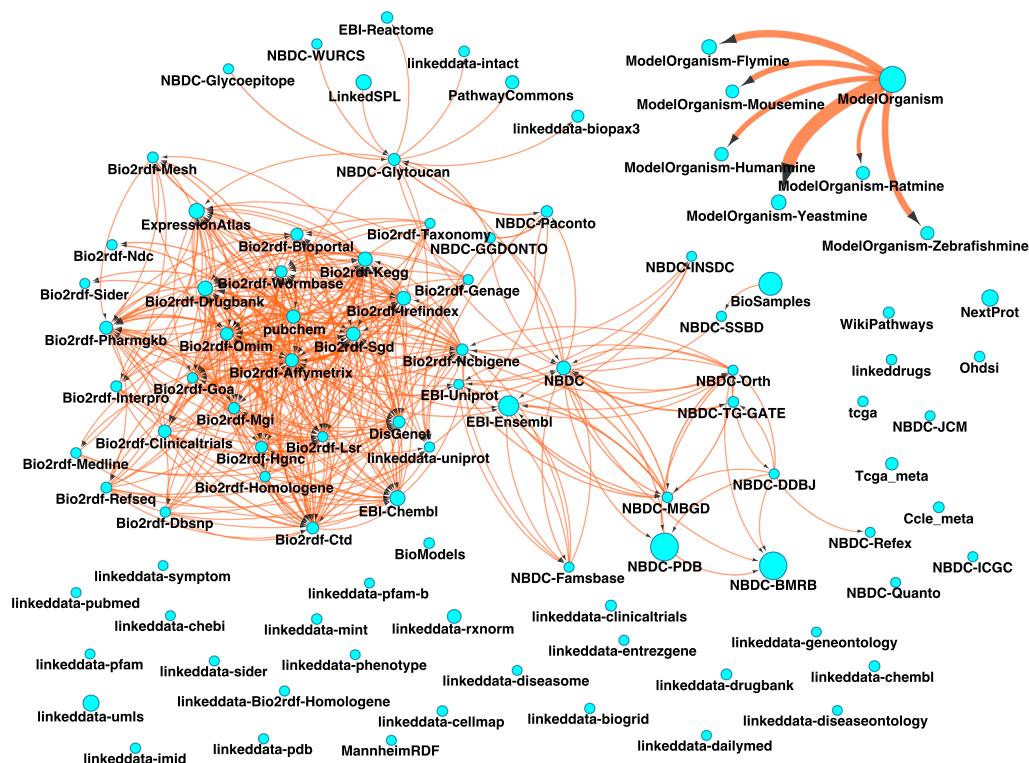 EBI-Reactome
NBDC-WURCS
linkeddata-intact
NBDC-Glycoepitope
LinkedSPL
PathwayCommons
linkeddata-biopax3
NBDC-Glytoucan
ModelOrganism-Flymine
ModelOrganism
ModelOrganism-Mousemine
ModelOrganism-Humanmine
ModelOrganism-Ratmine
ModelOrganism-Yeastmine
ModelOrganism-Zebrafishmine
Bio2rdf-Mesh
ExpressionAtlas
NBDC-Paconto
Bio2rdf-Taxonomy
NBDC-GGDONTO
Bio2rdf-Bioportal
Bio2rdf-Ndc
Bio2rdf-Kegg
Bio2rdf-Wormbase
Bio2rdf-Genage
NBDC-INSDC
Bio2rdf-Sider
Bio2rdf-Drugbank
Bio2rdf-Irefindex
BioSamples
NextProt
pubchem
NBDC-SSBD
WikiPathways
Bio2rdf-Pharmgkb
Bio2rdf-Omim
Bio2rdf-Sgd
Bio2rdf-Ncbigene
Bio2rdf-Affymetrix
NBDC
NBDC-Orth
linkeddrugs
Ohdsi
Bio2rdf-Goa
Bio2rdf-Interpro
EBI-Uniprot
EBI-Ensembl
NBDC-TG-GATE
tcga
NBDC-JCM
Bio2rdf-Mgi
Bio2rdf-Clinicaltrials
Bio2rdf-Hgnc
Bio2rdf-Lsr
DisGenet
linkeddata-uniprot
Bio2rdf-Medline
Bio2rdf-Homologene
NBDC-DDBJ
Tcga_meta
Bio2rdf-Refseq
EBI-Chembl
NBDC-MBGD
Bio2rdf-Dbsnp
Ccle_meta
Bio2rdf-Ctd
NBDC-Refex
BioModels
NBDC-PDB
NBDC-ICGC
linkeddata-symptom
NBDC-Famsbase
NBDC-BMRB
NBDC-Quanto
linkeddata-pubmed
linkeddata-pfam-b
linkeddata-clinicaltrials
linkeddata-chebi
linkeddata-mint
linkeddata-rxnorm
linkeddata-geneontology
linkeddata-entrezgene
linkeddata-pfam
linkeddata-sider
linkeddata-phenotype
linkeddata-diseasome
linkeddata-drugbank
linkeddata-chembl
linkeddata-Bio2rdf-Homologene
linkeddata-umls
linkeddata-cellmap
linkeddata-biogrid
linkeddata-diseaseontology
linkeddata-imid
linkeddata-pdb
MannheimRDF
linkeddata-dailymed